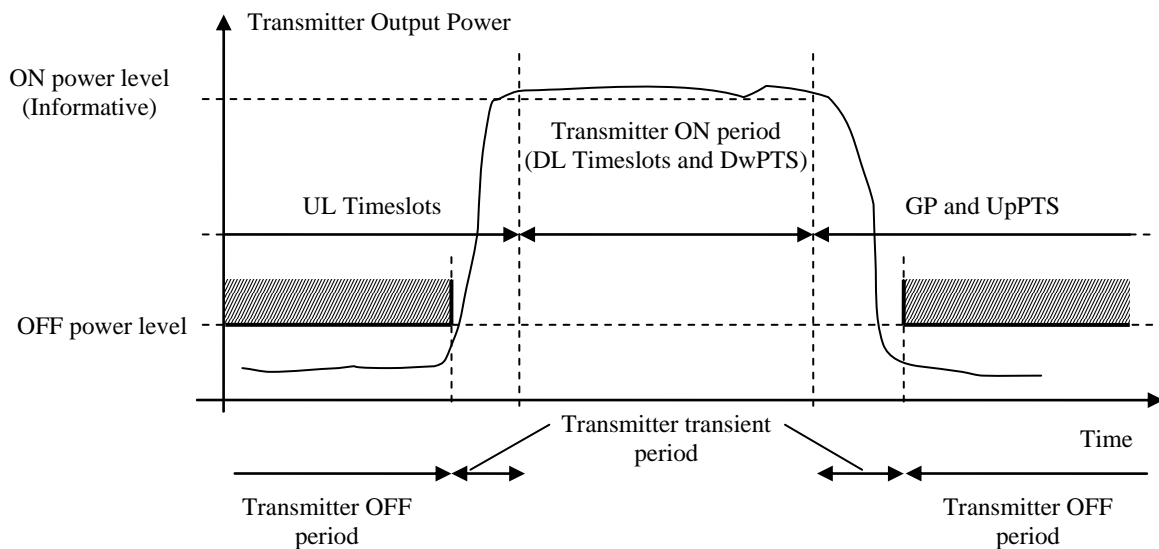 Transmitter Output Power
ON power level
(Informative)
Transmitter ON period
(DL Timeslots and DwPTS)
UL Timeslots
GP and UpPTS
OFF power level
Transmitter transient
period
Time
Transmitter OFF
period
Transmitter OFF
period